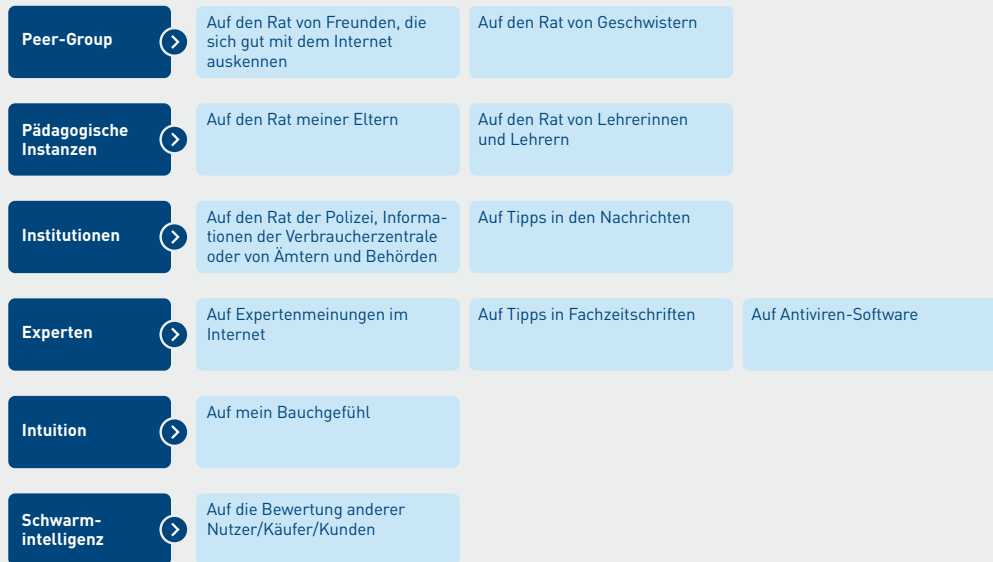 Peer-Group
Auf den Rat von Freunden, die
sich gut mit dem Internet
auskennen
Auf den Rat von Geschwistern
Pädagogische
Instanzen
Auf den Rat meiner Eltern
Auf den Rat von Lehrerinnen
und Lehrern
Institutionen
Auf den Rat der Polizei, Informa-
tionen der Verbraucherzentrale
oder von Ämtern und Behörden
Auf Tipps in den Nachrichten
Experten
Auf Expertenmeinungen im
Internet
Auf Tipps in Fachzeitschriften
Auf Antiviren-Software
Intuition
Auf mein Bauchgefühl
Schwarm-
intelligenz
Auf die Bewertung anderer
Nutzer/Käufer/Kunden